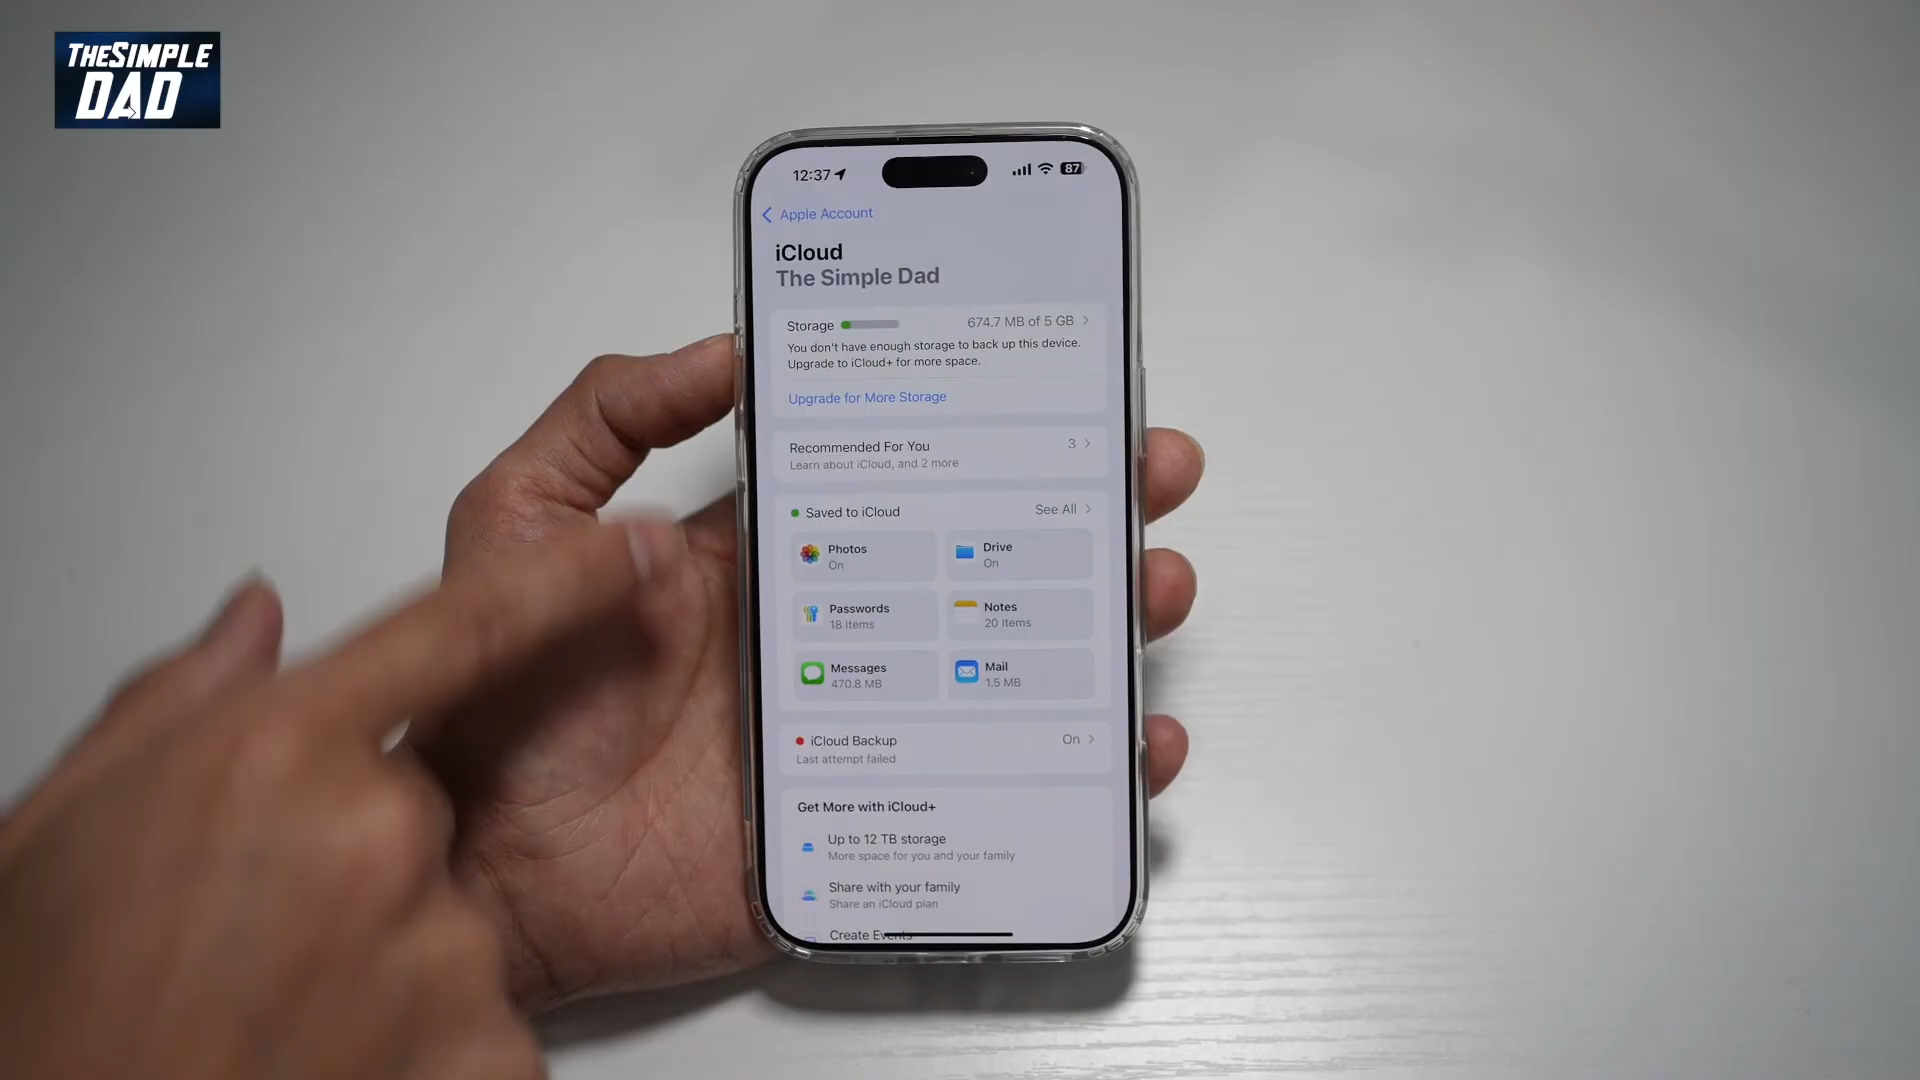 THESIMPLE
DAD
12:37
87
Apple Account
iCloud
The Simple Dad
Storage
674.7 MB of 5 GB
You don't have enough storage to back up this device.
Upgrade to iCloud+ for more space.
Upgrade for More Storage
Recommended For You
3
Learn about iCloud, and 2 more
Saved to iCloud
See All
Photos
On
Drive
On
Passwords
18 Items
Notes
20 Items
Messages
470.8 MB
Mail
1.5 MB
iCloud Backup
On
Last attempt failed
Get More with iCloud+
Up to 12 TB storage
More space for you and your family
Share with your family
Share an iCloud plan
Create Events